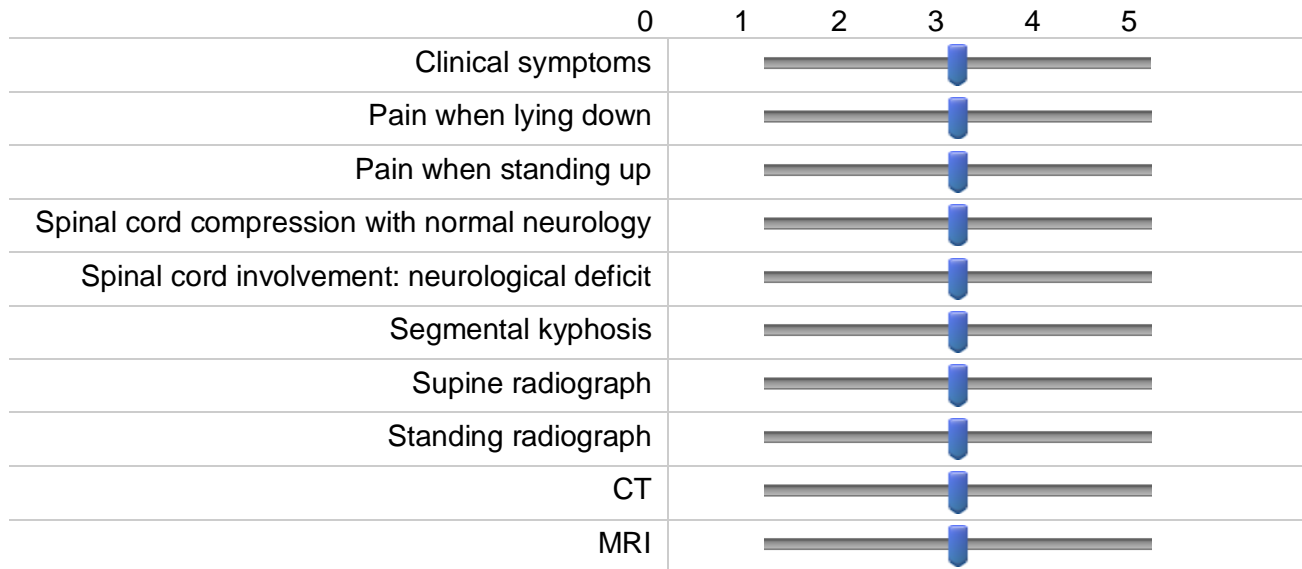 0 1 2 3 4 5
Clinical symptoms
Pain when lying down
Pain when standing up
Spinal cord compression with normal neurology
Spinal cord involvement: neurological deficit
Segmental kyphosis
Supine radiograph
Standing radiograph
CT
MRI